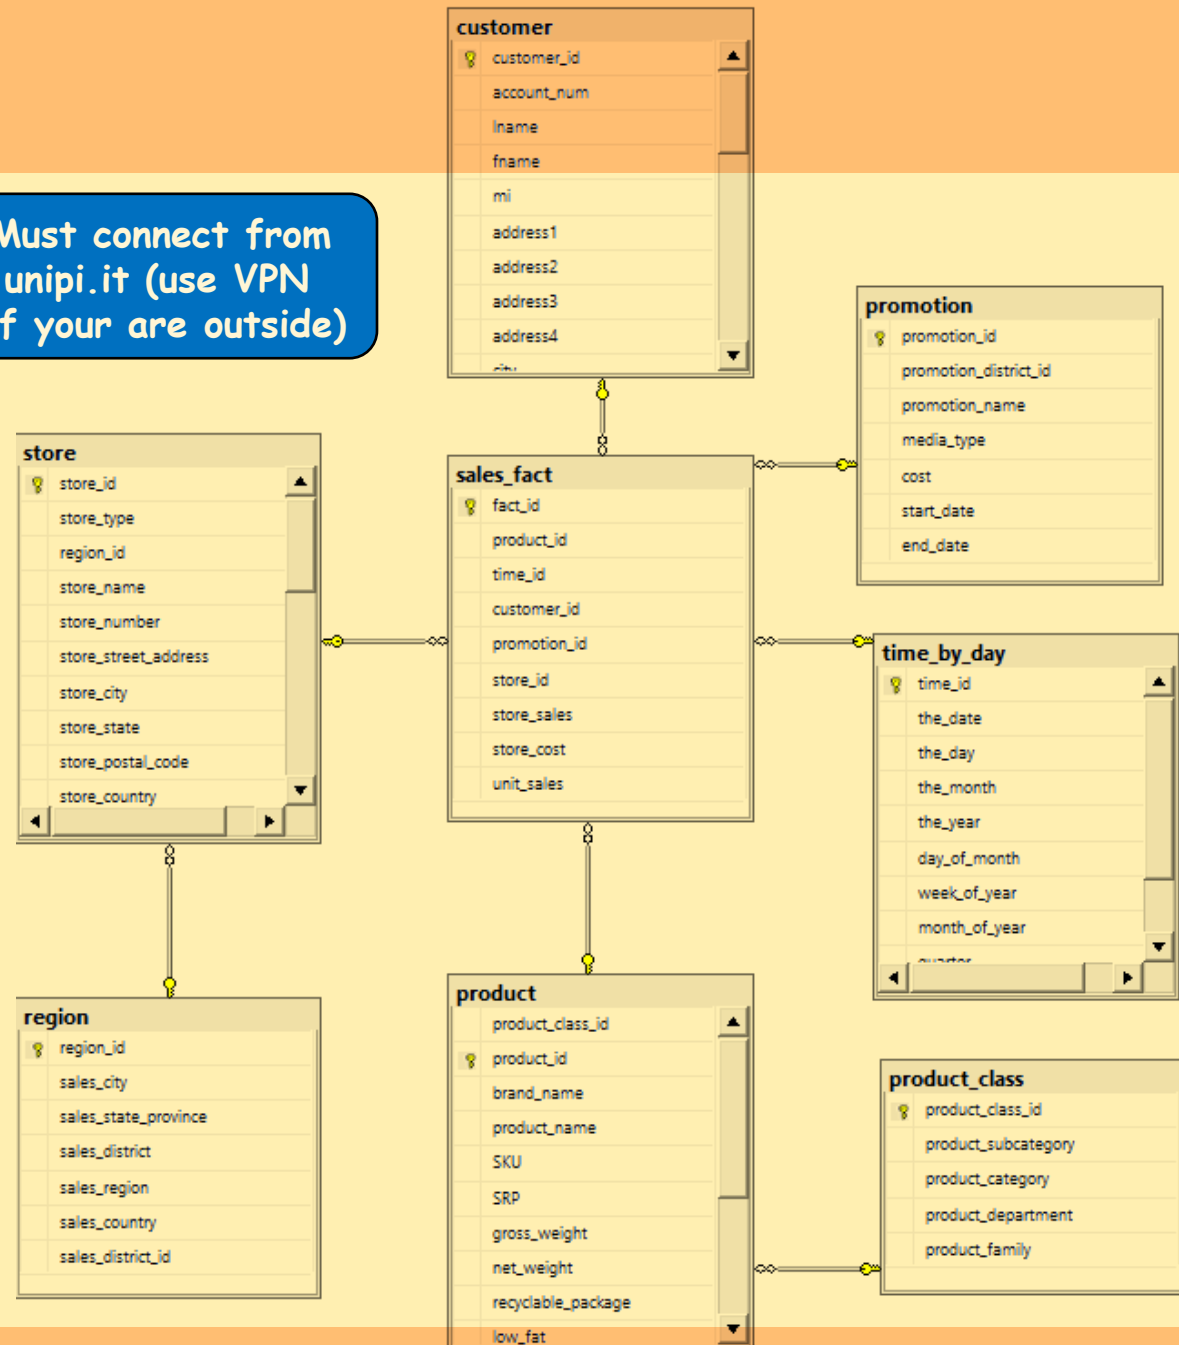 customer
customer_id
account_num
lname
fname
mi
address1
address2
address3
address4
city
Must connect from
unipi.it (use VPN
if your are outside)
promotion
promotion_id
promotion_district_id
promotion_name
media_type
cost
start_date
end_date
store
store_id
store_type
region_id
store_name
store_number
store_street_address
store_city
store_state
store_postal_code
store_country
sales_fact
fact_id
product_id
time_id
customer_id
promotion_id
store_id
store_sales
store_cost
unit_sales
time_by_day
time_id
the_date
the_day
the_month
the_year
day_of_month
week_of_year
month_of_year
quarter
region
region_id
sales_city
sales_state_province
sales_district
sales_region
sales_country
sales_district_id
product
product_class_id
product_id
brand_name
product_name
SKU
SRP
gross_weight
net_weight
recyclable_package
low_fat
product_class
product_class_id
product_subcategory
product_category
product_department
product_family